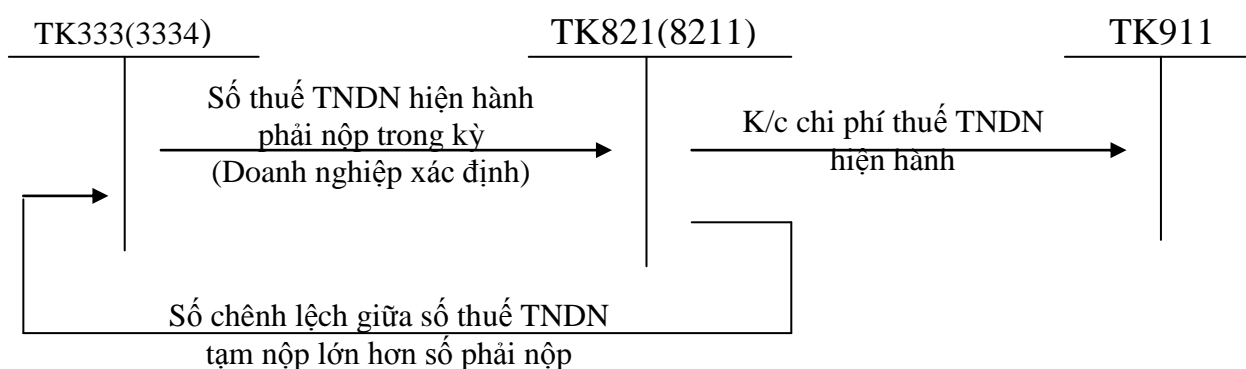 TK333(3334)
TK821(8211)
TK911
Số thuế TNDN hiện hành
phải nộp trong kỳ
(Doanh nghiệp xác định)
K/c chi phí thuế TNDN
hiện hành
Số chênh lệch giữa số thuế TNDN
tạm nộp lớn hơn số phải nộp